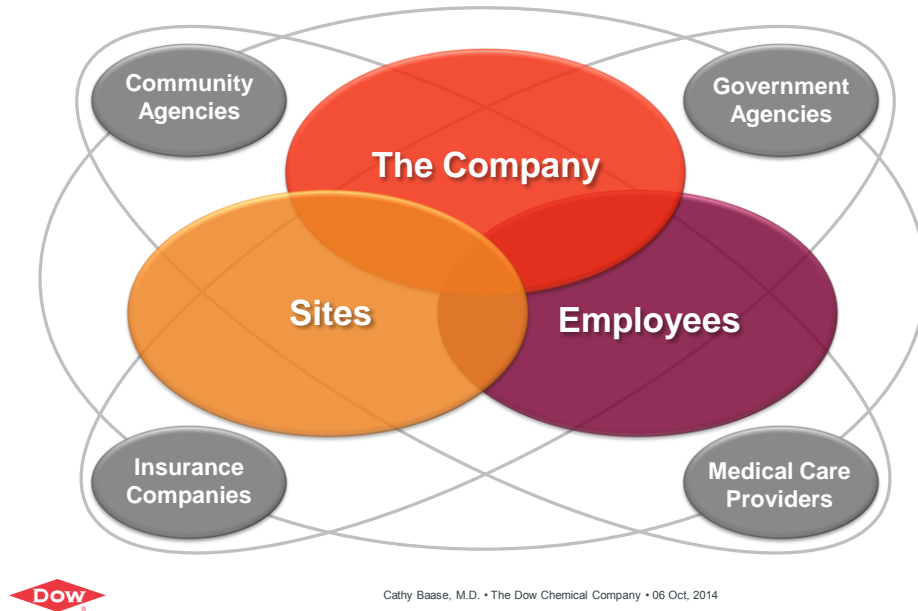 Community
Agencies
Government
Agencies
The Company
Sites
Employees
Insurance
Companies
Medical Care
Providers
Dow
®
Cathy Baase, M.D. • The Dow Chemical Company • 06 Oct, 2014